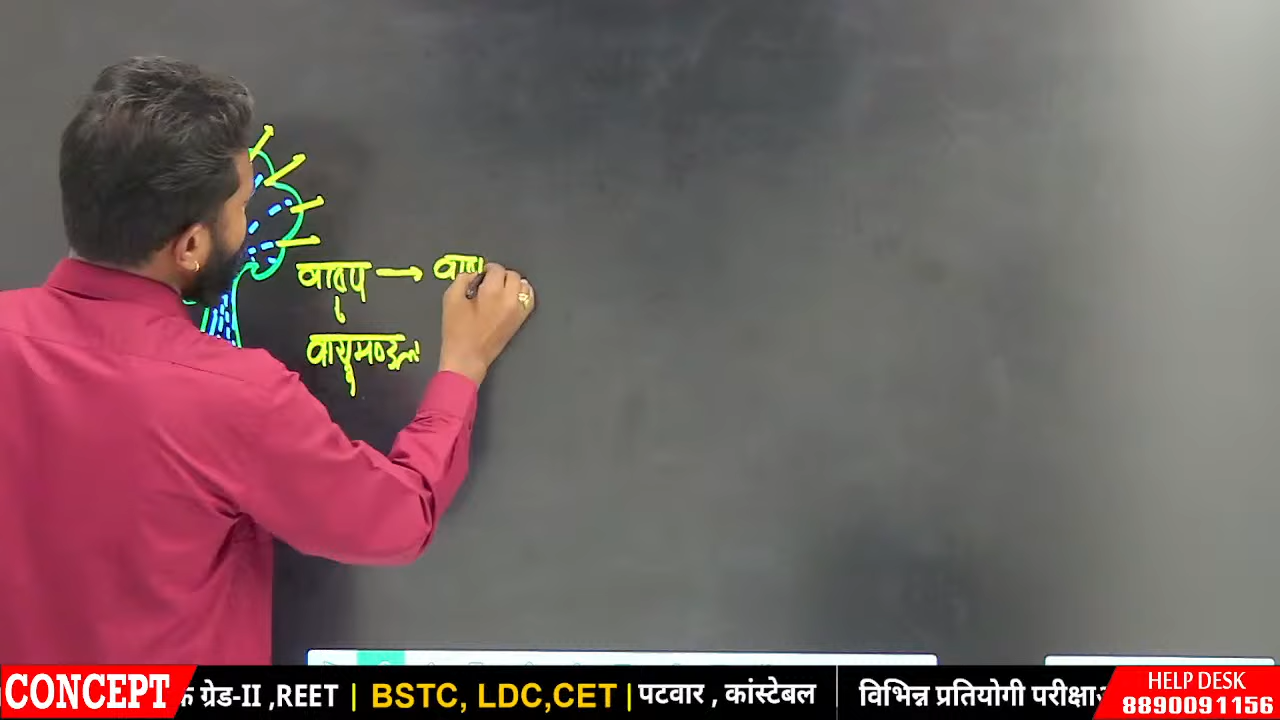 वाष्प → वाष
वायुमण्डल
CONCEPT
क ग्रेड-II ,REET | BSTC, LDC,CET | पटवार , कांस्टेबल | विभिन्न प्रतियोगी परीक्षा
HELP DESK
8890091156